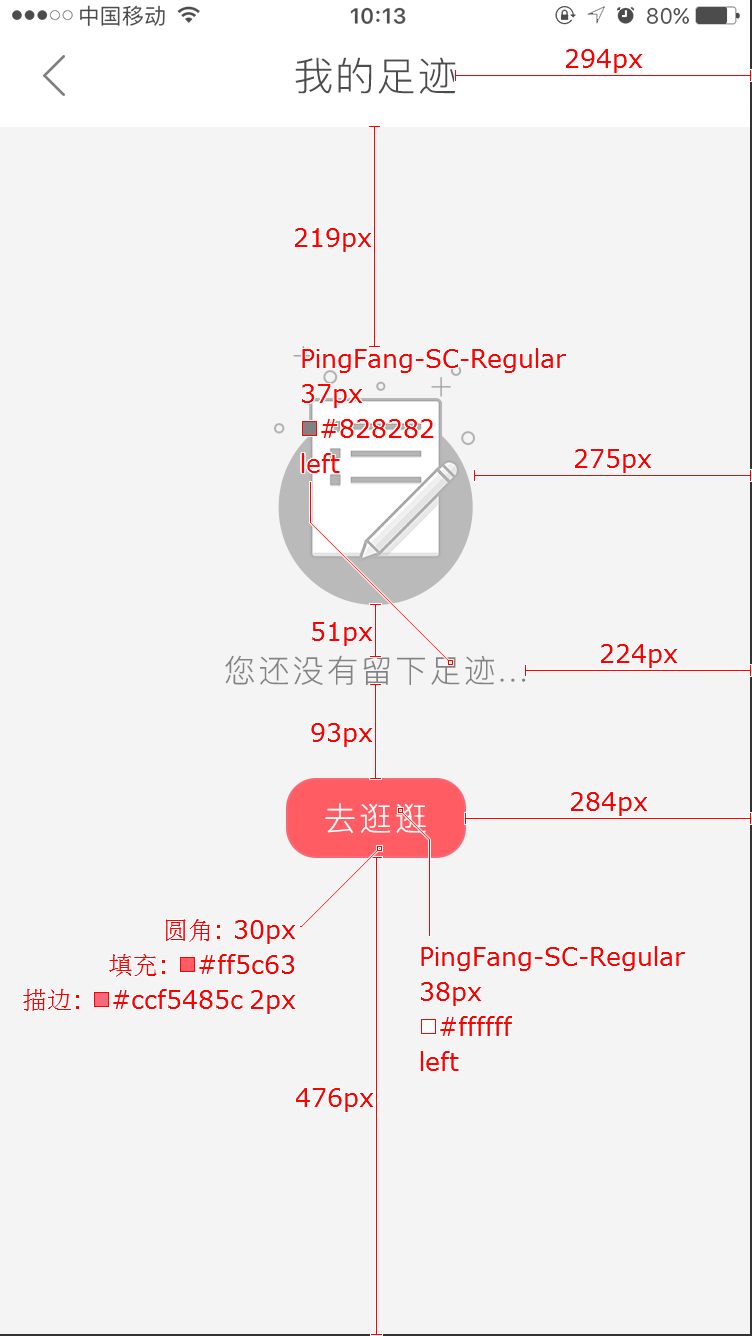 中国移动
10:13
80%
我的足迹
294px
219px
PingFang-SC-Regular
37px
#828282
left
275px
51px
您还没有留下足迹...
224px
93px
去逛逛
284px
圆角: 30px
填充: #ff5c63
描边: #ccf5485c 2px
PingFang-SC-Regular
38px
#ffffff
left
476px